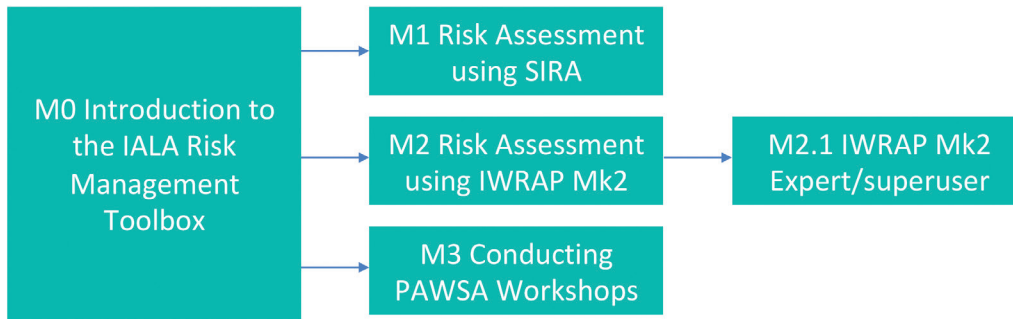 M0 Introduction to
the IALA Risk
Management
Toolbox
M1 Risk Assessment
using SIRA
M2 Risk Assessment
using IWRAP Mk2
M2.1 IWRAP Mk2
Expert/superuser
M3 Conducting
PAWSA Workshops